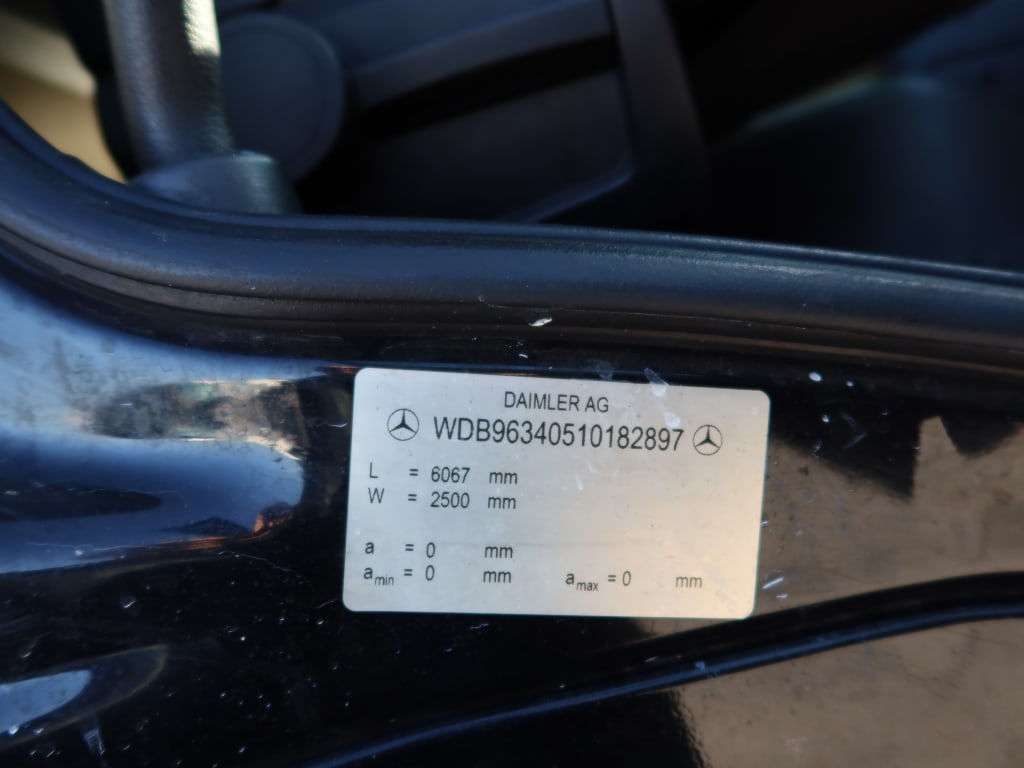 DAIMLER AG
WDB96340510182897
L = 6067 mm
W = 2500 mm
a = 0 mm
amin = 0 mm amax = 0 mm